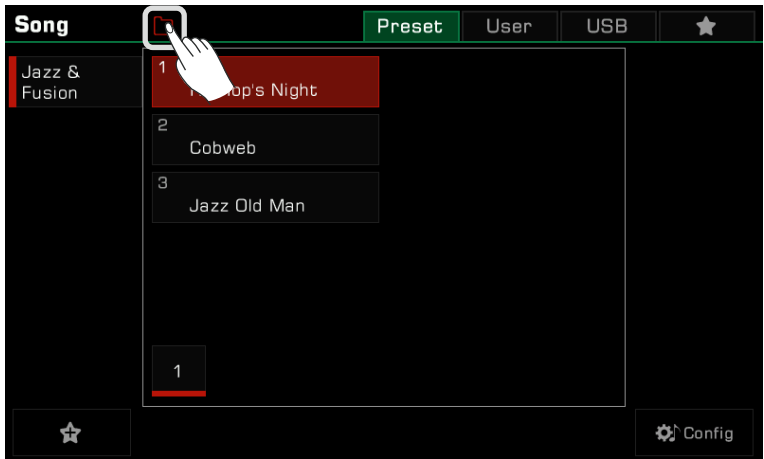 Song
Preset
User
USB
Jazz &
Fusion
1
op's Night
2
Cobweb
3
Jazz Old Man
1
Config